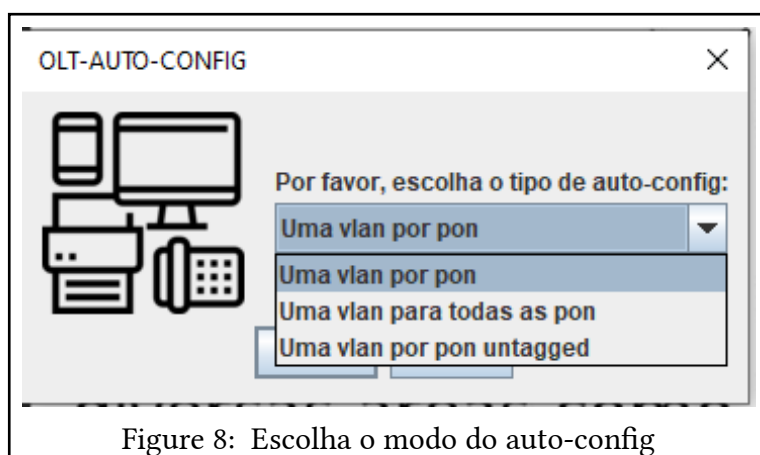 OLT-AUTO-CONFIG
Por favor, escolha o tipo de auto-config:
Uma vlan por pon
Uma vlan por pon
Uma vlan para todas as pon
Uma vlan por pon untagged
Figure 8: Escolha o modo do auto-config